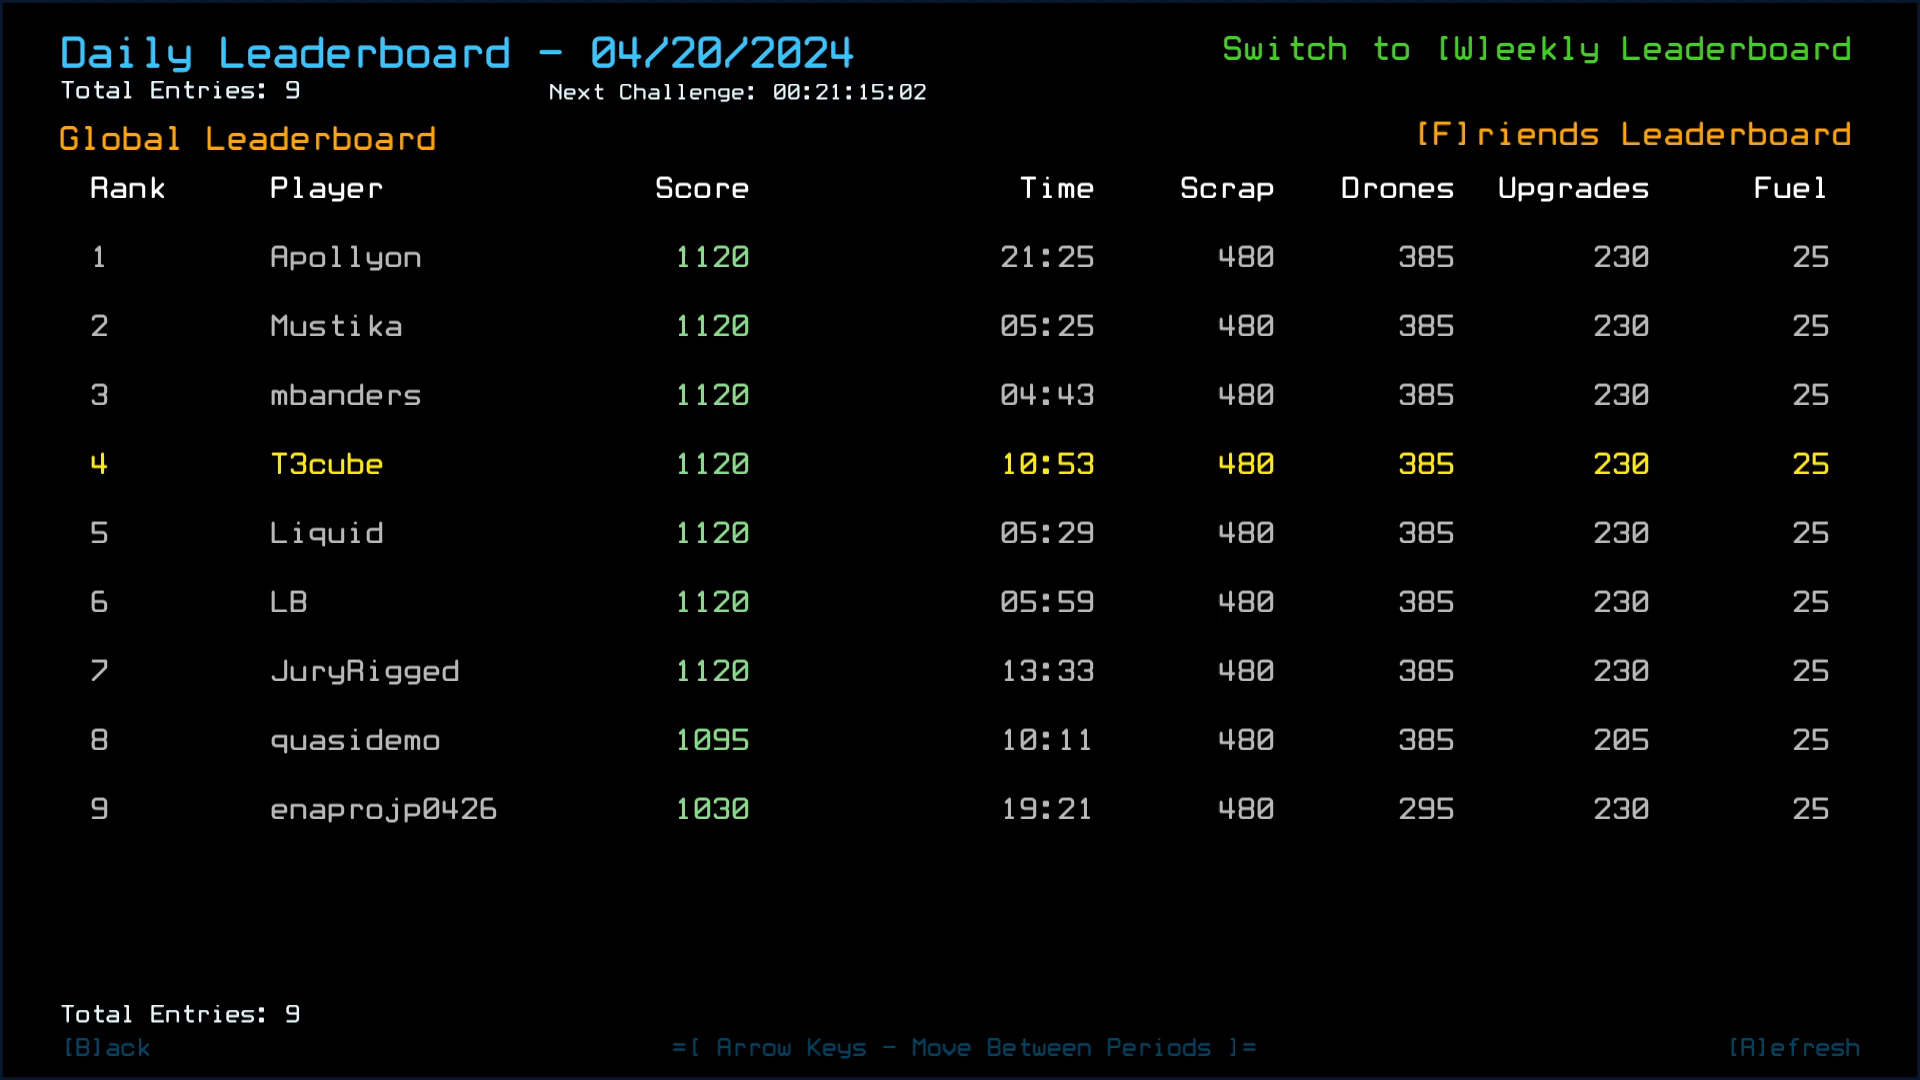 Daily Leaderboard - 04/20/2024 Switch to [W]eekly Leaderboard
Total Entries: 9 Next Challenge: 00:21:15:02
Global Leaderboard [F]riends Leaderboard
Rank Player Score Time Scrap Drones Upgrades Fuel
1 Apollyon 1120 21:25 480 385 230 25
2 Mustika 1120 05:25 480 385 230 25
3 mbanders 1120 04:43 480 385 230 25
4 T3cube 1120 10:53 480 385 230 25
5 Liquid 1120 05:29 480 385 230 25
6 LB 1120 05:59 480 385 230 25
7 JuryRigged 1120 13:33 480 385 230 25
8 quasidemo 1095 10:11 480 385 205 25
9 enaprojp0426 1030 19:21 480 295 230 25
Total Entries: 9
[B]ack =[ Arrow Keys - Move Between Periods ]= [R]efresh